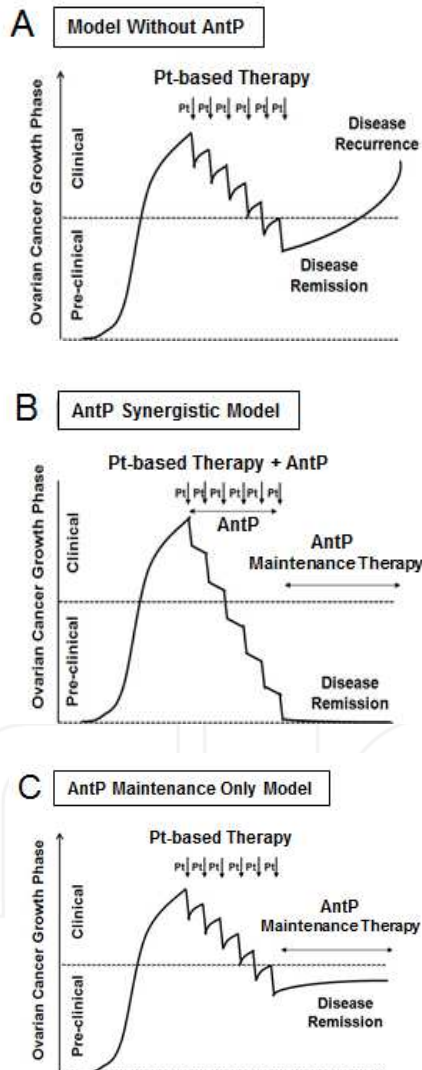 A
Model Without AntP
Pt-based Therapy
Pt Pt Pt Pt Pt Pt
Disease
Recurrence
Clinical
Pre-clinical
Ovarian Cancer Growth Phase
Disease
Remission
B
AntP Synergistic Model
Pt-based Therapy + AntP
Pt Pt Pt Pt Pt Pt
AntP
AntP
Maintenance Therapy
Clinical
Pre-clinical
Ovarian Cancer Growth Phase
Disease
Remission
C
AntP Maintenance Only Model
Pt-based Therapy
Pt Pt Pt Pt Pt Pt
AntP
Maintenance Therapy
Clinical
Pre-clinical
Ovarian Cancer Growth Phase
Disease
Remission